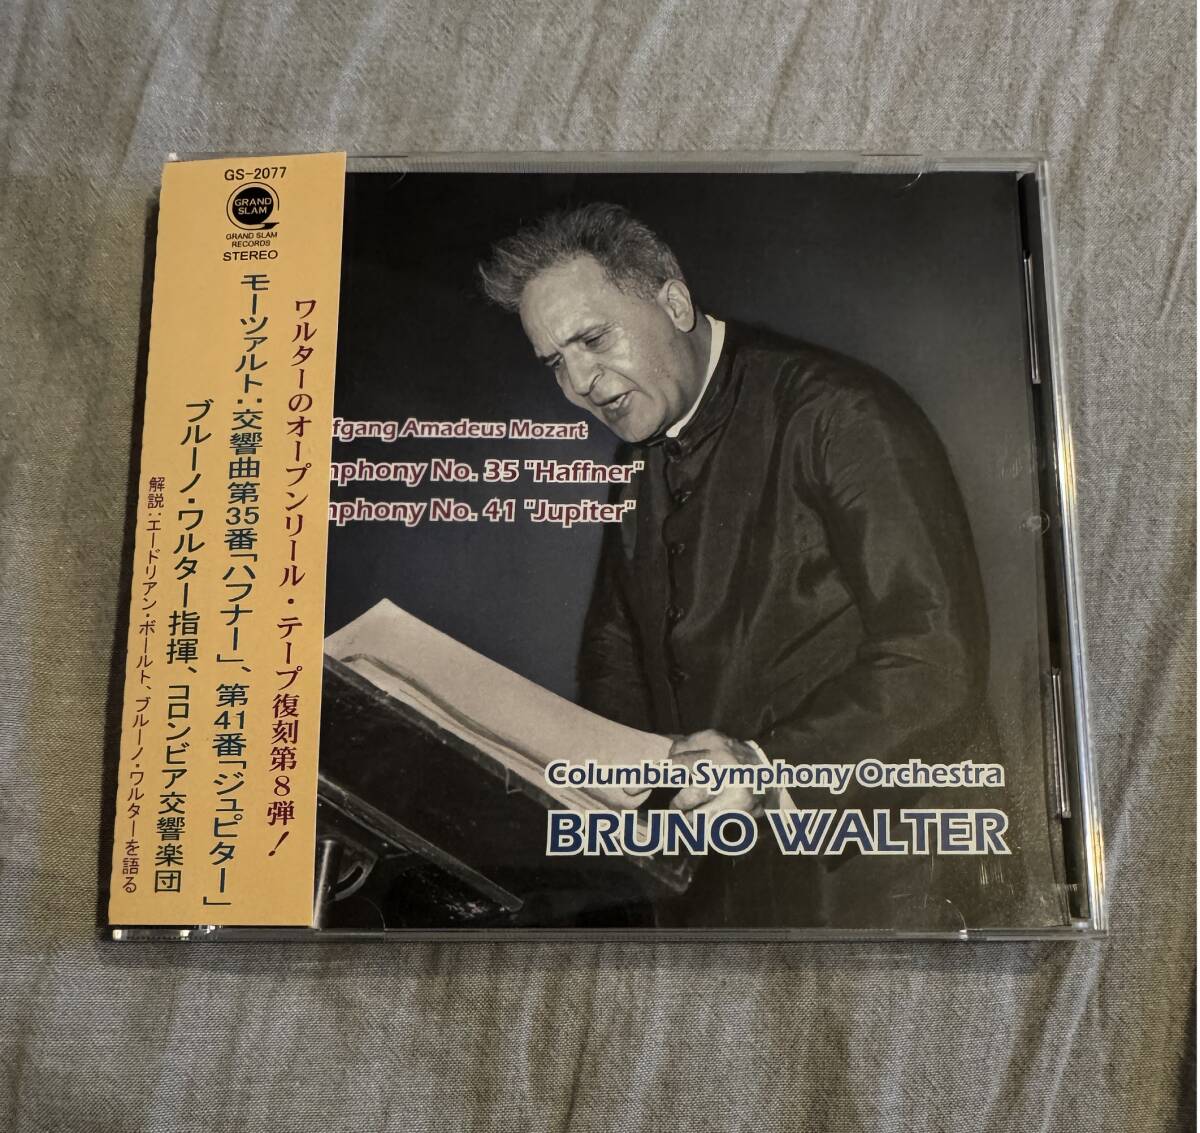 GS-2077
GRAND
SLAM
GRAND SLAM
RECORDS
STEREO
ワルターのオープンリール・テープ復刻第8弾!
モーツァルト:交響曲第35番「ハフナー」、第41番「ジュピター」
ブルーノ・ワルター指揮、コロンビア交響楽団
解説:エードリアン・ボールト、ブルーノ・ワルターを語る
fgang Amadeus Mozart
mphony No. 35 "Haffner"
mphony No. 41 "Jupiter"
Columbia Symphony Orchestra
BRUNO WALTER